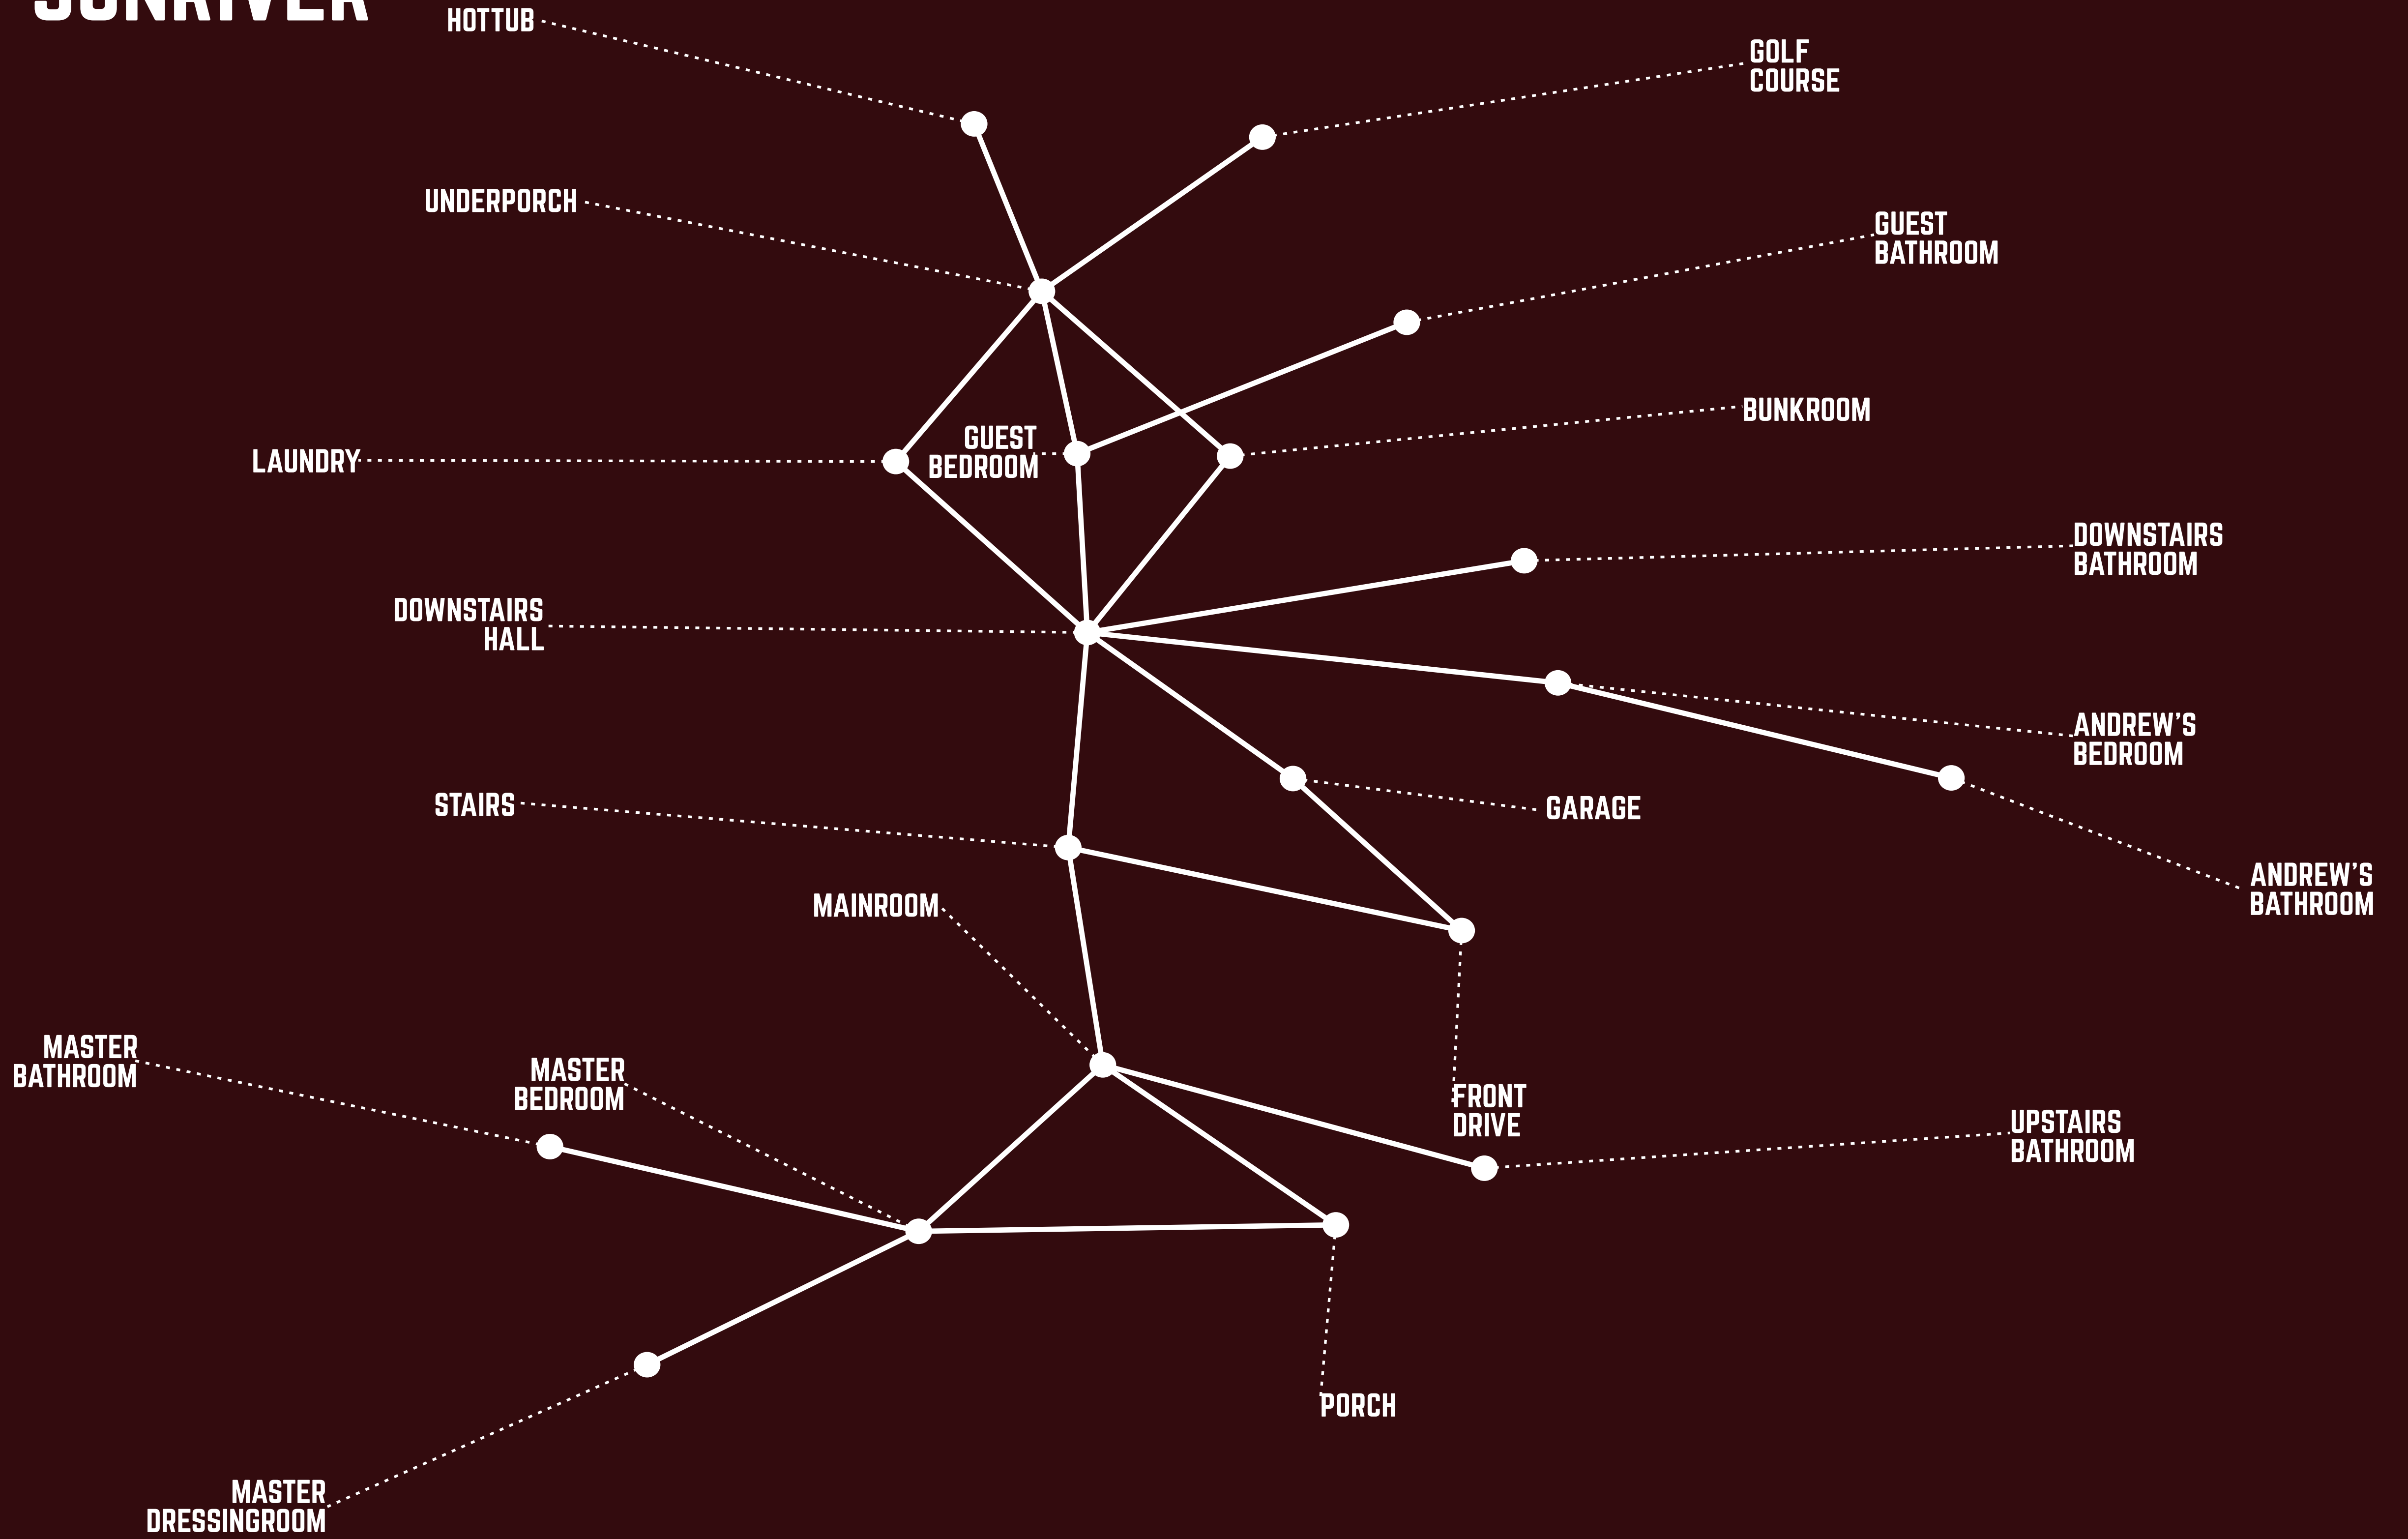 SUNRIVER
HOTTUB
GOLF
COURSE
UNDERPORCH
GUEST
BATHROOM
BUNKROOM
GUEST
BEDROOM
LAUNDRY
DOWNSTAIRS
BATHROOM
DOWNSTAIRS
HALL
ANDREW'S
BEDROOM
STAIRS
GARAGE
ANDREW'S
BATHROOM
MAINROOM
MASTER
BATHROOM
MASTER
BEDROOM
FRONT
DRIVE
UPSTAIRS
BATHROOM
PORCH
MASTER
DRESSINGROOM